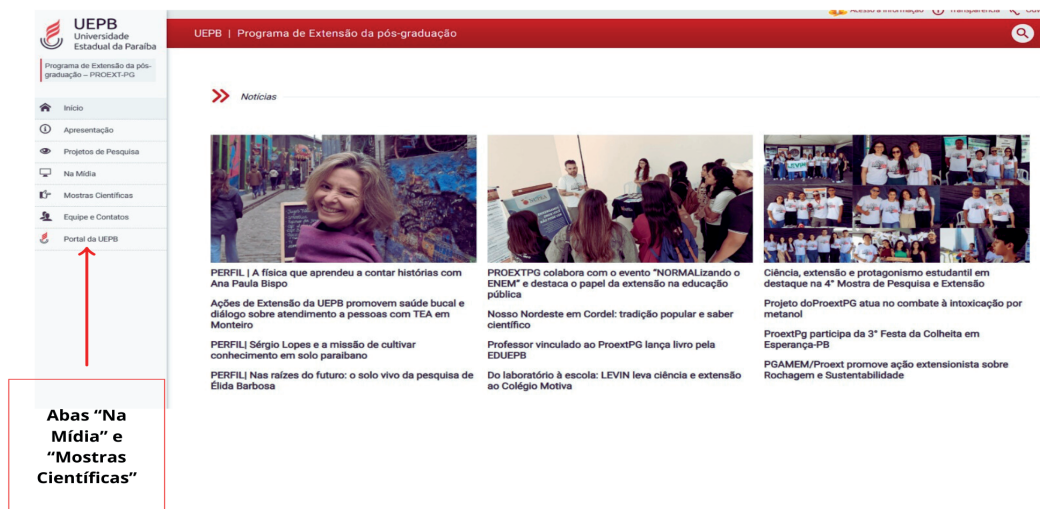 Acesso à Informação
Transparência
UEPB
Universidade
Estadual da Paraíba
UEPB | Programa de Extensão da pós-graduação
Programa de Extensão da pós-
graduação – PROEXT-PG
Início
Apresentação
Projetos de Pesquisa
Na Mídia
Mostras Científicas
Equipe e Contatos
Portal da UEPB
Notícias
PERFIL | A física que aprendeu a contar histórias com
Ana Paula Bispo
Ações de Extensão da UEPB promovem saúde bucal e
diálogo sobre atendimento a pessoas com TEA em
Monteiro
PERFIL| Sérgio Lopes e a missão de cultivar
conhecimento em solo paraibano
PERFIL| Nas raízes do futuro: o solo vivo da pesquisa de
Élida Barbosa
PROEXTPG colabora com o evento “NORMALizando o
ENEM” e destaca o papel da extensão na educação
pública
Nosso Nordeste em Cordel: tradição popular e saber
científico
Professor vinculado ao ProextPG lança livro pela
EDUEPB
Do laboratório à escola: LEVIN leva ciência e extensão
ao Colégio Motiva
LEVIN
Ciência, extensão e protagonismo estudantil em
destaque na 4° Mostra de Pesquisa e Extensão
Projeto doProextPG atua no combate à intoxicação por
metanol
ProextPg participa da 3° Festa da Colheita em
Esperança-PB
PGAMEM/Proext promove ação extensionista sobre
Rochagem e Sustentabilidade
Abas “Na
Mídia” e
“Mostras
Científicas”